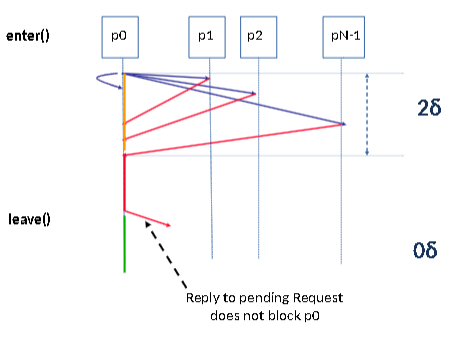 enter()
p0
p1
p2
pN-1
2δ
leave()
0δ
Reply to pending Request
does not block p0